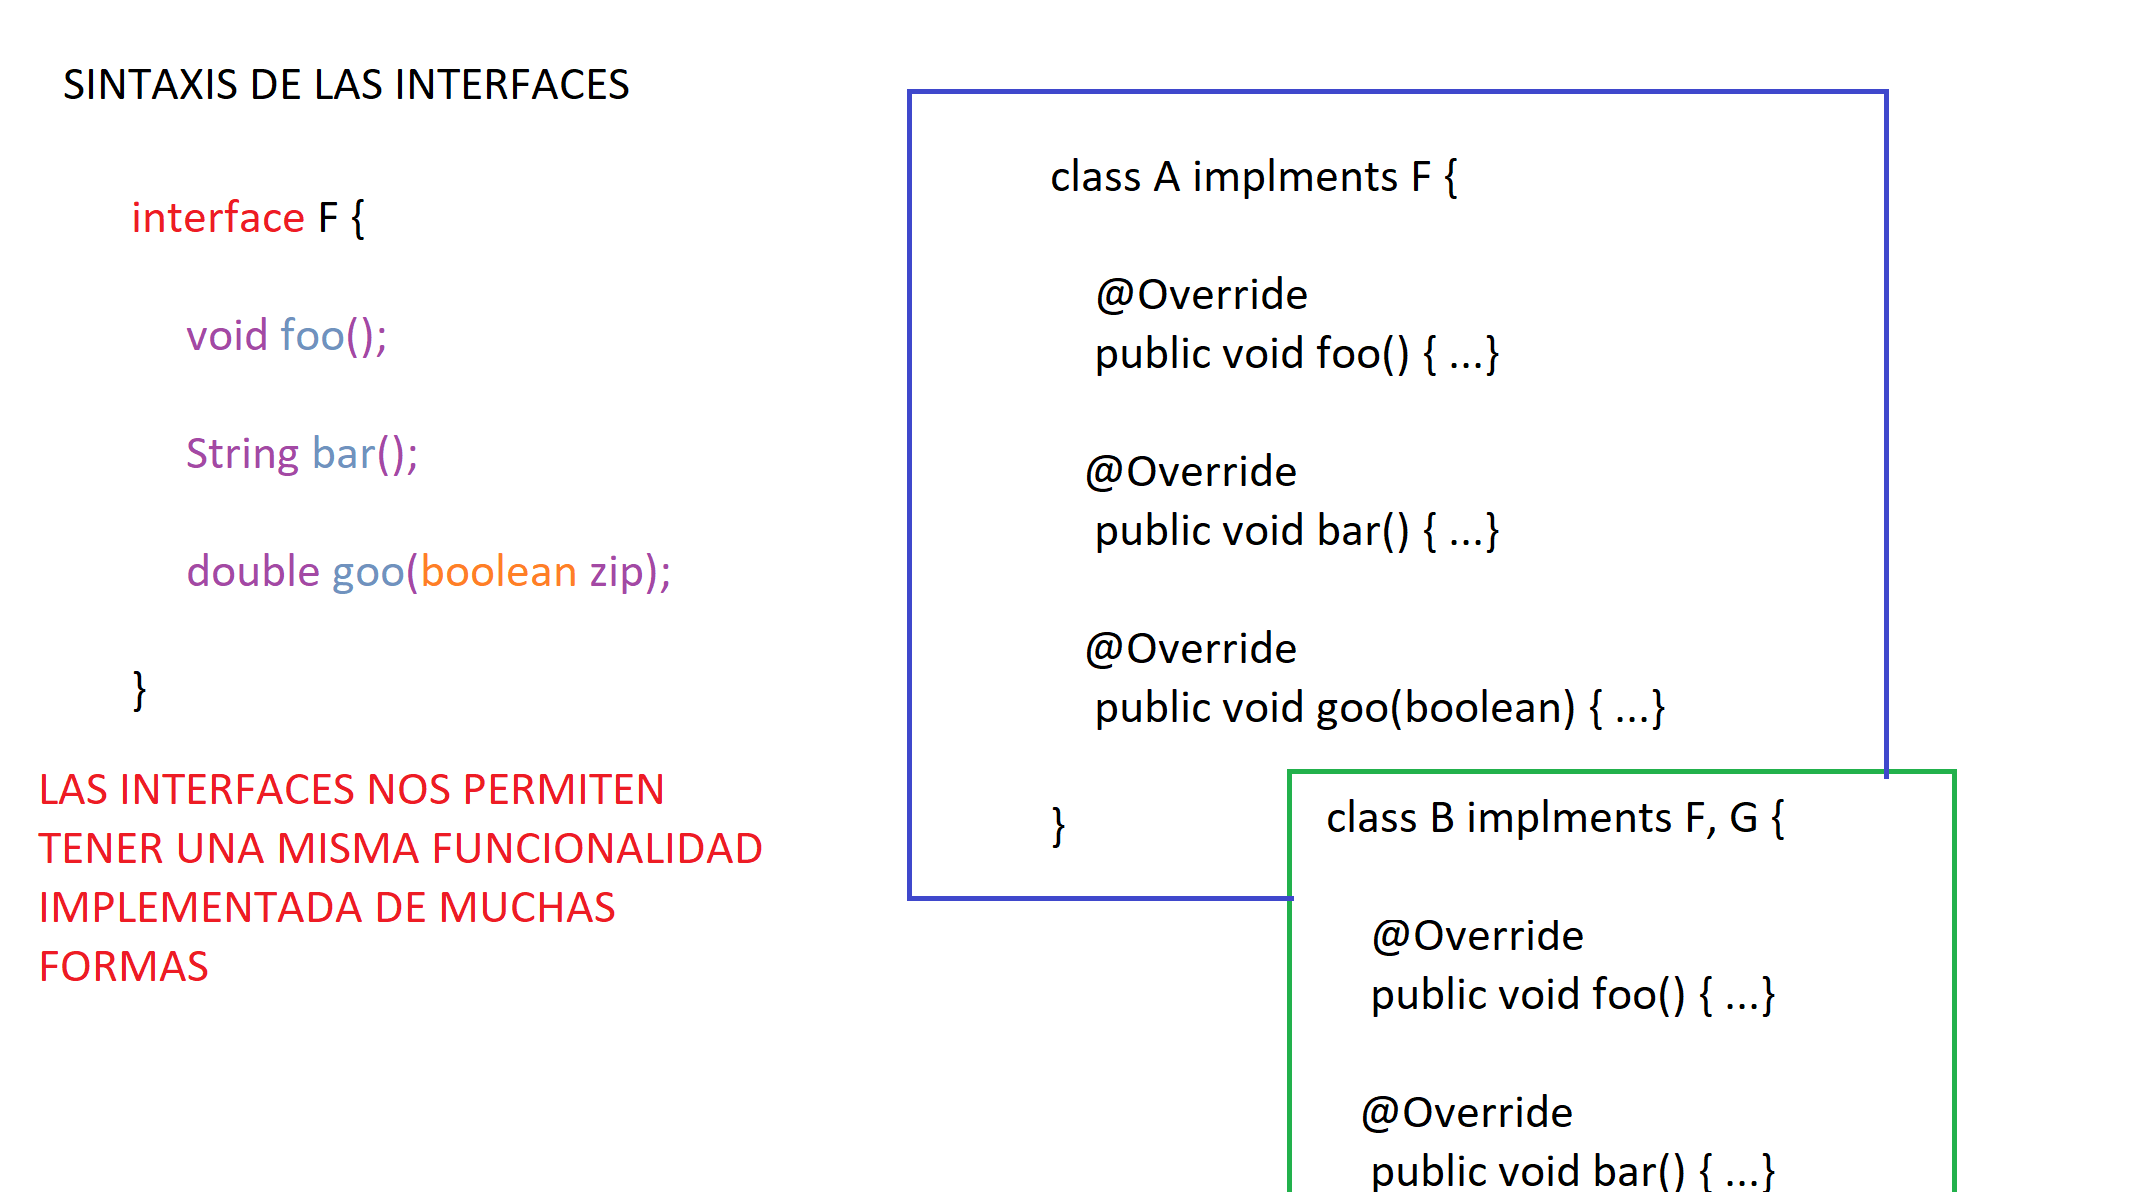 SINTAXIS DE LAS INTERFACES
interface F {
void foo();
String bar();
double goo(boolean zip);
}
LAS INTERFACES NOS PERMITEN
TENER UNA MISMA FUNCIONALIDAD
IMPLEMENTADA DE MUCHAS
FORMAS
class A implments F {
@Override
public void foo() { ...}
@Override
public void bar() { ...}
@Override
public void goo(boolean) { ...}
}
class B implments F, G {
@Override
public void foo() { ...}
@Override
public void bar() { ...}